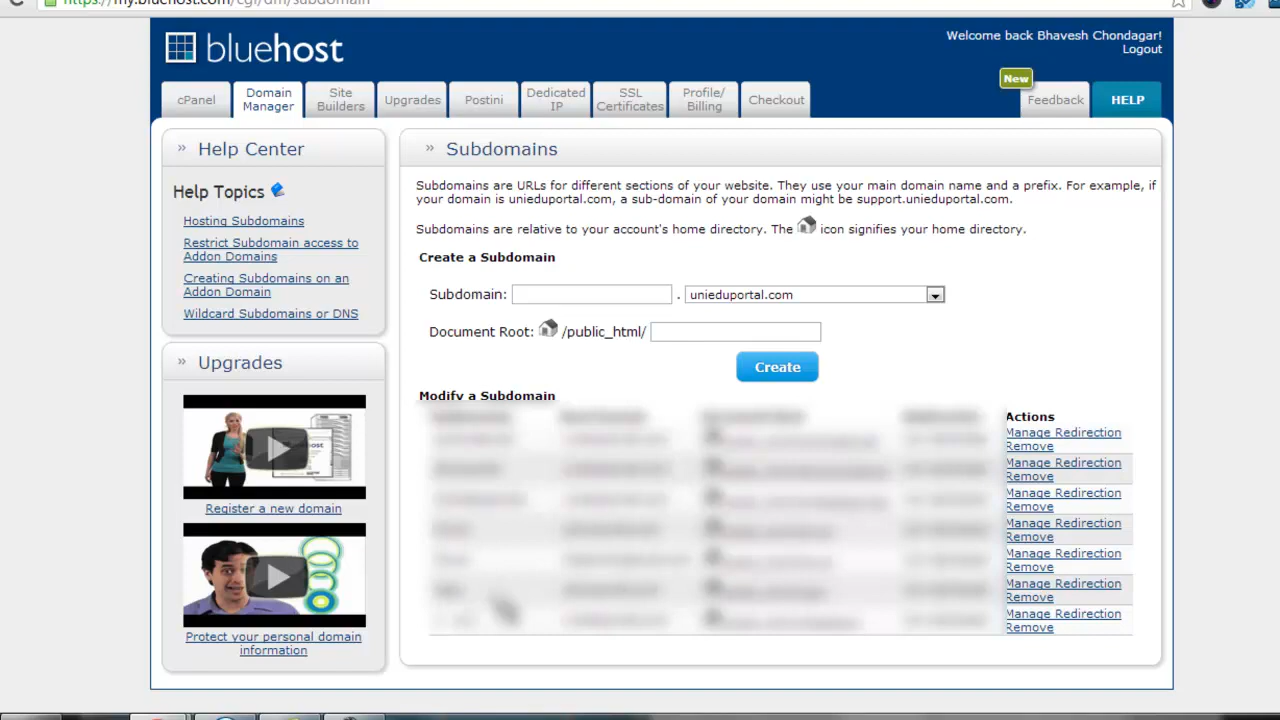 https://my.bluehost.com/cgi/dm/subdomain
bluehost
Welcome back Bhavesh Chondagar!
Logout
cPanel
Domain
Manager
Site
Builders
Upgrades
Postini
Dedicated
IP
SSL
Certificates
Profile/
Billing
Checkout
New
Feedback
HELP
» Help Center
Help Topics
Hosting Subdomains
Restrict Subdomain access to
Addon Domains
Creating Subdomains on an
Addon Domain
Wildcard Subdomains or DNS
» Upgrades
Register a new domain
Protect your personal domain
information
» Subdomains
Subdomains are URLs for different sections of your website. They use your main domain name and a prefix. For example, if
your domain is unieduportal.com, a sub-domain of your domain might be support.unieduportal.com.
Subdomains are relative to your account's home directory. The icon signifies your home directory.
Create a Subdomain
Subdomain: . unieduportal.com
Document Root: /public_html/
Create
Modify a Subdomain
Actions
Manage Redirection
Remove
Manage Redirection
Remove
Manage Redirection
Remove
Manage Redirection
Remove
Manage Redirection
Remove
Manage Redirection
Remove
Manage Redirection
Remove